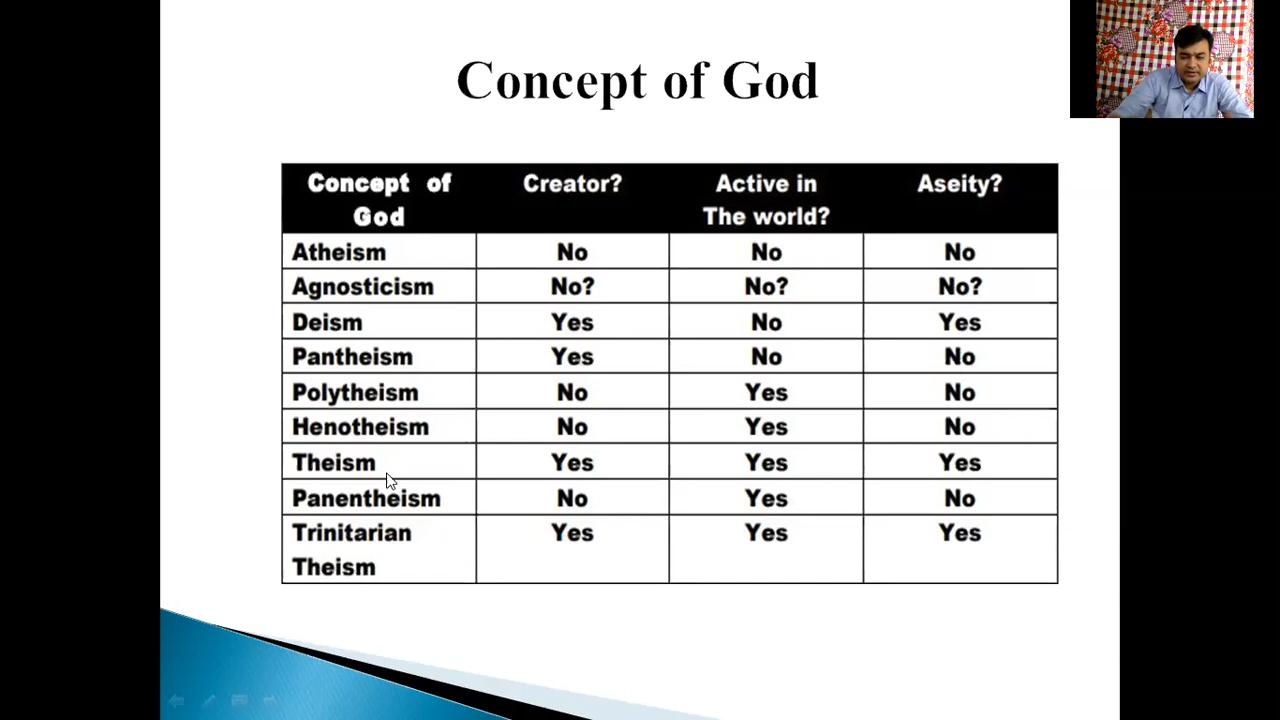 Concept of God
Concept of God Creator? Active in The world? Aseity?
Atheism No No No
Agnosticism No? No? No?
Deism Yes No Yes
Pantheism Yes No No
Polytheism No Yes No
Henotheism No Yes No
Theism Yes Yes Yes
Panentheism No Yes No
Trinitarian Theism Yes Yes Yes